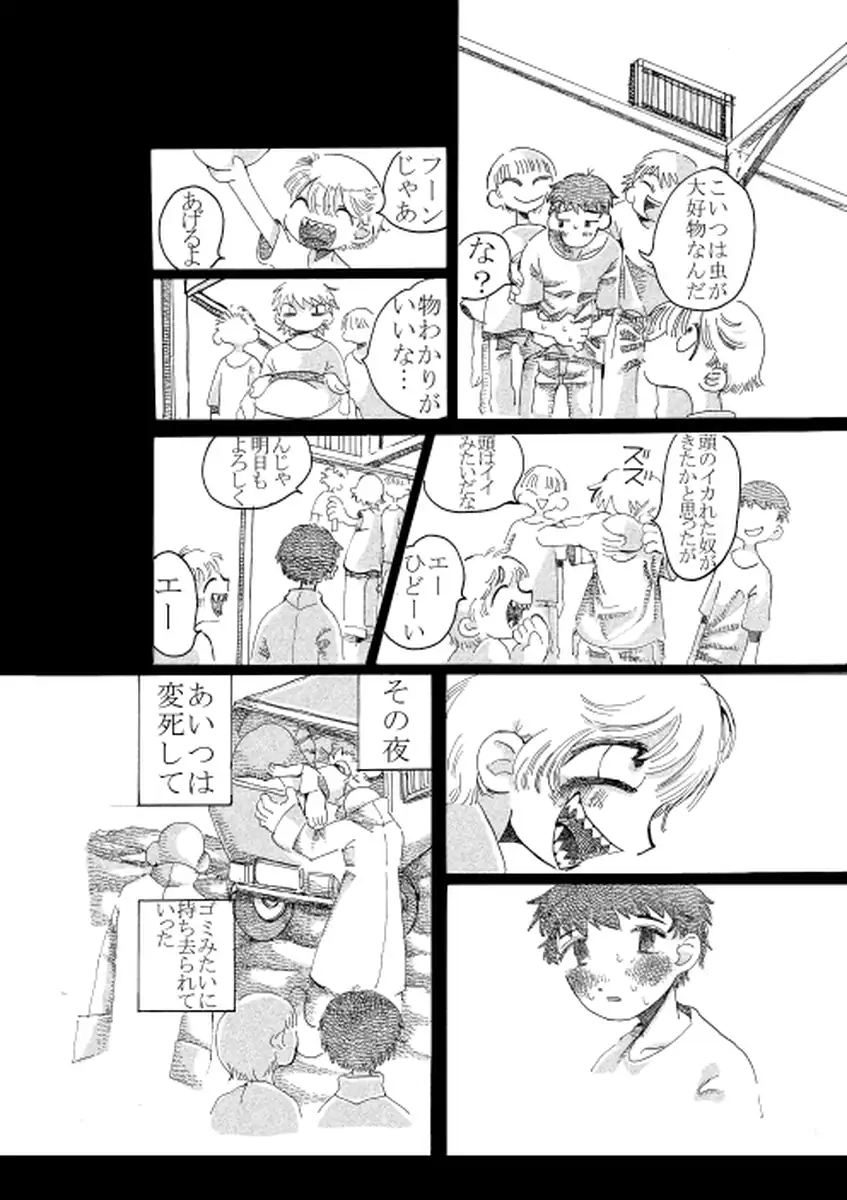 こいつは虫が
大好物なんだ
な?
フーン
じゃあ
あげるよ
物わかりが
いいな…
頭のイカれた奴が
きたかと思ったが
ズズ
頭はイイ
みたいだな
エー
ひどーい
んじゃ
明日も
よろしく
エー
その夜
あいつは
変死して
ゴミみたいに
持ち去られて
いった